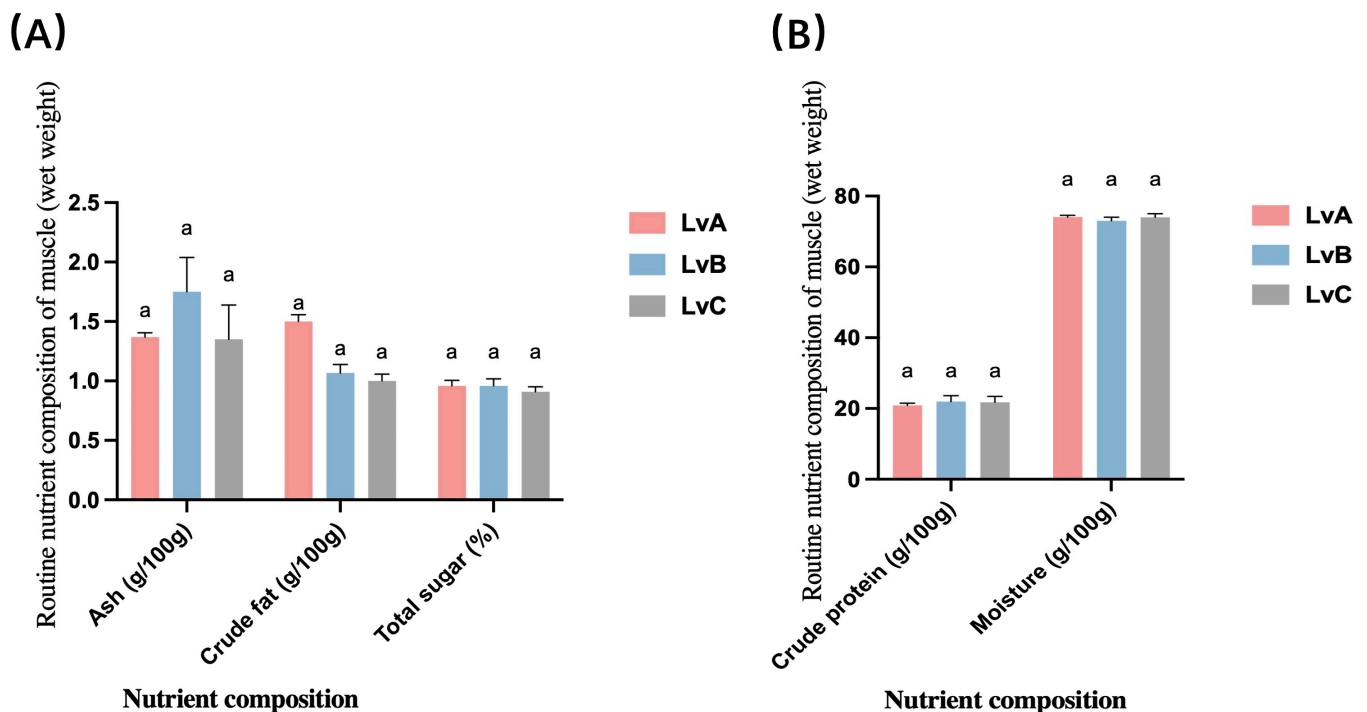 (A)
Routine nutrient composition of muscle (wet weight)
2.5
2.0
1.5
1.0
0.5
0.0
a
a
a
a
a
a
a
a
a
Ash (g/100g)
Crude fat (g/100g)
Total sugar (%)
Nutrient composition
LvA
LvB
LvC
(B)
Routine nutrient composition of muscle (wet weight)
80
60
40
20
0
a
a
a
a
a
a
Crude protein (g/100g)
Moisture (g/100g)
Nutrient composition
LvA
LvB
LvC